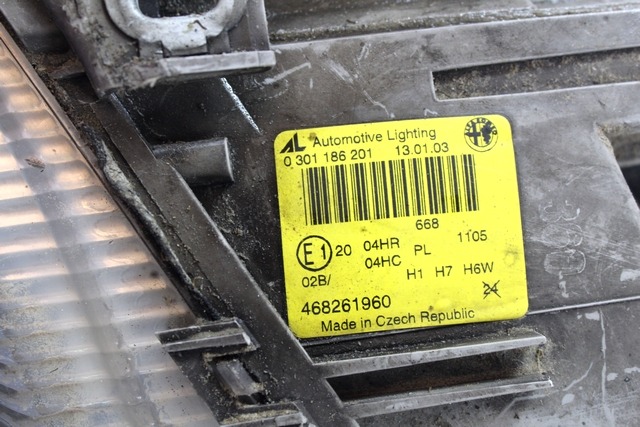 AL Automotive Lighting
0 301 186 201 13.01.03
668
E1 20 04HR PL 1105
04HC
02B/ H1 H7 H6W
468261960 24
Made in Czech Republic